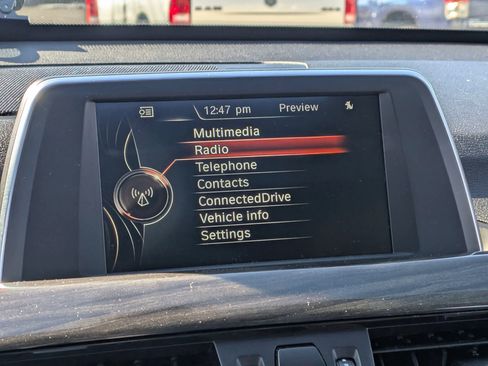 12:47 pm Preview
Multimedia
Radio
Telephone
Contacts
ConnectedDrive
Vehicle info
Settings